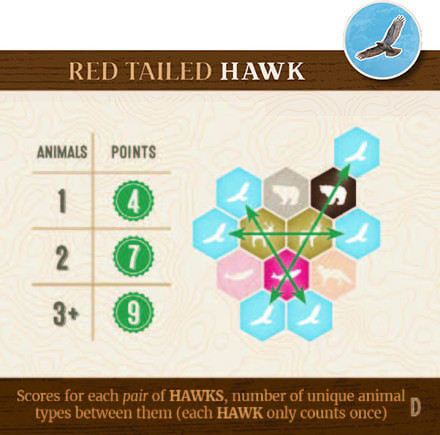 RED TAILED HAWK
ANIMALS POINTS
1 4
2 7
3+ 9
Scores for each pair of HAWKS, number of unique animal
types between them (each HAWK only counts once)
D